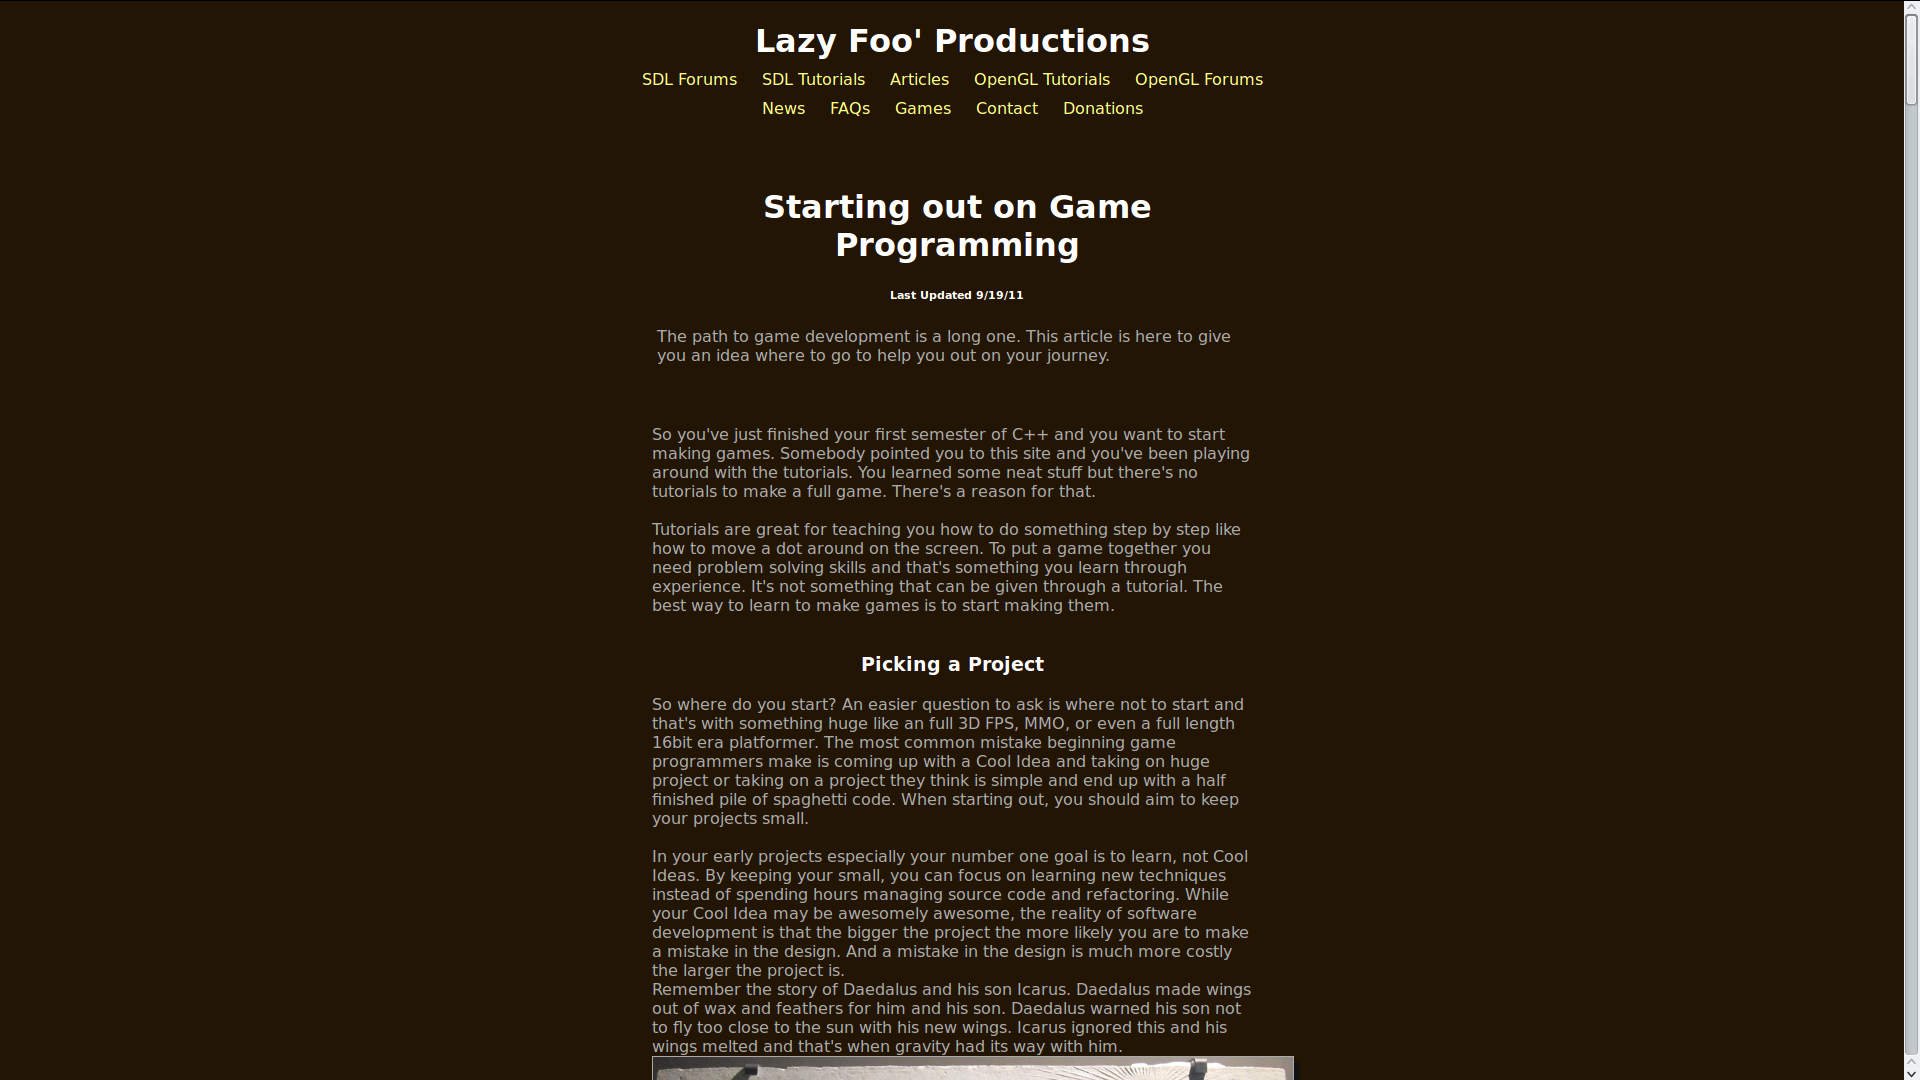 Lazy Foo' Productions
SDL Forums SDL Tutorials Articles OpenGL Tutorials OpenGL Forums
News FAQs Games Contact Donations
Starting out on Game
Programming
Last Updated 9/19/11
The path to game development is a long one. This article is here to give
you an idea where to go to help you out on your journey.
So you've just finished your first semester of C++ and you want to start
making games. Somebody pointed you to this site and you've been playing
around with the tutorials. You learned some neat stuff but there's no
tutorials to make a full game. There's a reason for that.
Tutorials are great for teaching you how to do something step by step like
how to move a dot around on the screen. To put a game together you
need problem solving skills and that's something you learn through
experience. It's not something that can be given through a tutorial. The
best way to learn to make games is to start making them.
Picking a Project
So where do you start? An easier question to ask is where not to start and
that's with something huge like an full 3D FPS, MMO, or even a full length
16bit era platformer. The most common mistake beginning game
programmers make is coming up with a Cool Idea and taking on huge
project or taking on a project they think is simple and end up with a half
finished pile of spaghetti code. When starting out, you should aim to keep
your projects small.
In your early projects especially your number one goal is to learn, not Cool
Ideas. By keeping your small, you can focus on learning new techniques
instead of spending hours managing source code and refactoring. While
your Cool Idea may be awesomely awesome, the reality of software
development is that the bigger the project the more likely you are to make
a mistake in the design. And a mistake in the design is much more costly
the larger the project is.
Remember the story of Daedalus and his son Icarus. Daedalus made wings
out of wax and feathers for him and his son. Daedalus warned his son not
to fly too close to the sun with his new wings. Icarus ignored this and his
wings melted and that's when gravity had its way with him.